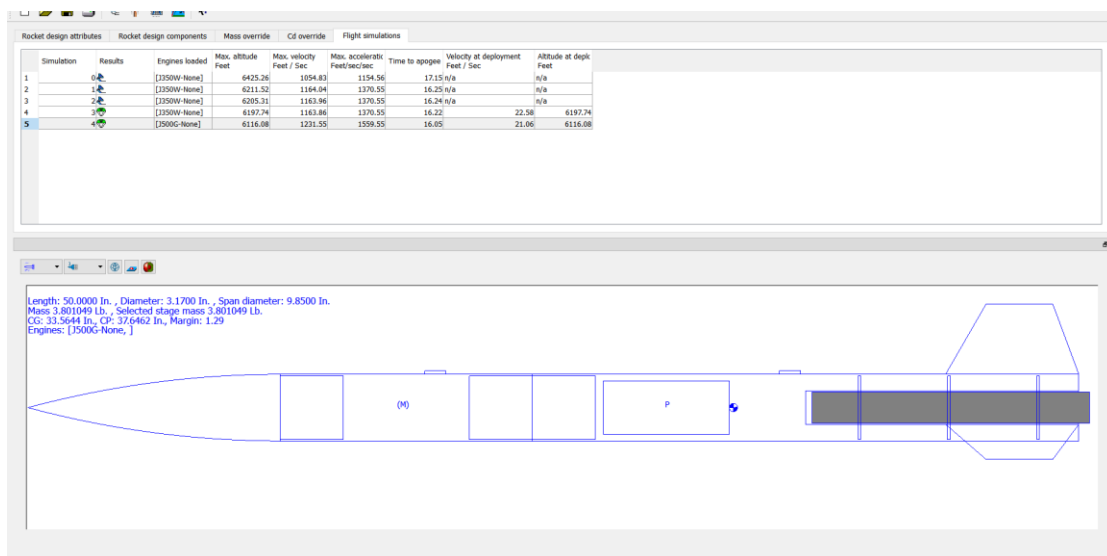 Rocket design attributes Rocket design components Mass override Cd override Flight simulations
Simulation Results Engines loaded Max. altitude Feet Max. velocity Feet / Sec Max. acceleratic Feet/sec/sec Time to apogee Velocity at deployment Feet / Sec Altitude at depk Feet
1 0 [J350W-None] 6425.26 1054.83 1154.56 17.15 n/a n/a
2 1 [J350W-None] 6211.52 1164.04 1370.55 16.25 n/a n/a
3 2 [J350W-None] 6205.31 1163.96 1370.55 16.24 n/a n/a
4 3 [J350W-None] 6197.74 1163.86 1370.55 16.22 22.58 6197.74
5 4 [J500G-None] 6116.08 1231.55 1559.55 16.05 21.06 6116.08
Length: 50.0000 In. , Diameter: 3.1700 In. , Span diameter: 9.8500 In.
Mass 3.801049 Lb. , Selected stage mass 3.801049 Lb.
CG: 33.5644 In., CP: 37.6462 In., Margin: 1.29
Engines: [J500G-None, ]
(M) P